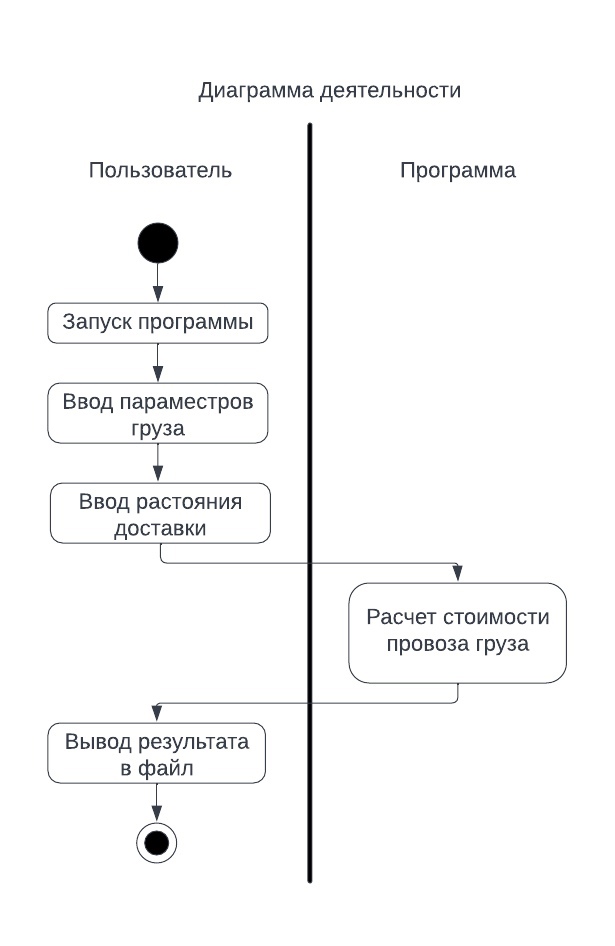 Диаграмма деятельности
Пользователь
Программа
Запуск программы
Ввод параместров
груза
Ввод растояния
доставки
Расчет стоимости
провоза груза
Вывод результата
в файл